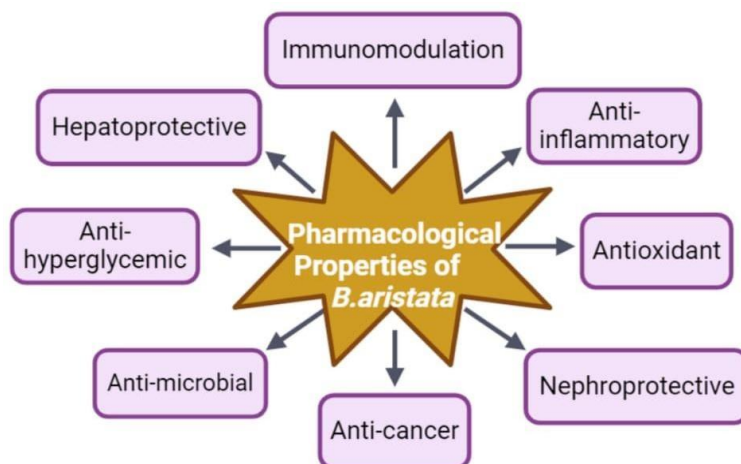 Immunomodulation
Anti-
inflammatory
Hepatoprotective
Anti-
hyperglycemic
Pharmacological
Properties of
B.aristata
Antioxidant
Anti-microbial
Anti-cancer
Nephroprotective